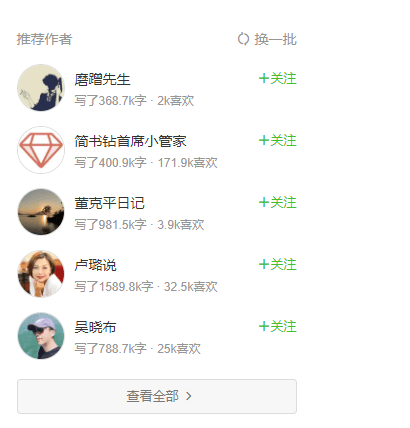 推荐作者 换一批
磨蹭先生 +关注
写了368.7k字 · 2k喜欢
简书钻首席小管家 +关注
写了400.9k字 · 171.9k喜欢
董克平日记 +关注
写了981.5k字 · 3.9k喜欢
卢璐说 +关注
写了1589.8k字 · 32.5k喜欢
吴晓布 +关注
写了788.7k字 · 25k喜欢
查看全部 >